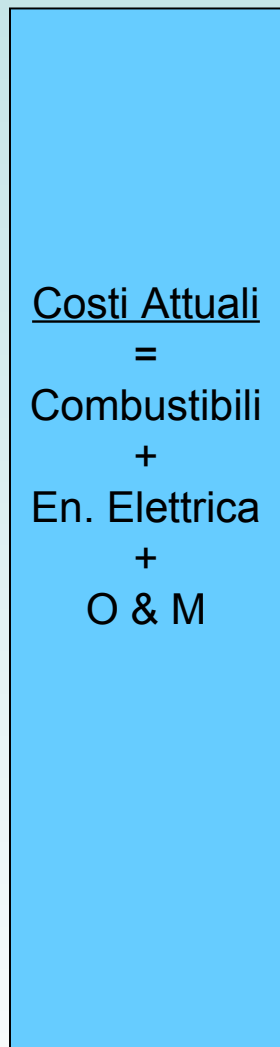 Costi Attuali
=
Combustibili
+
En. Elettrica
+
O & M